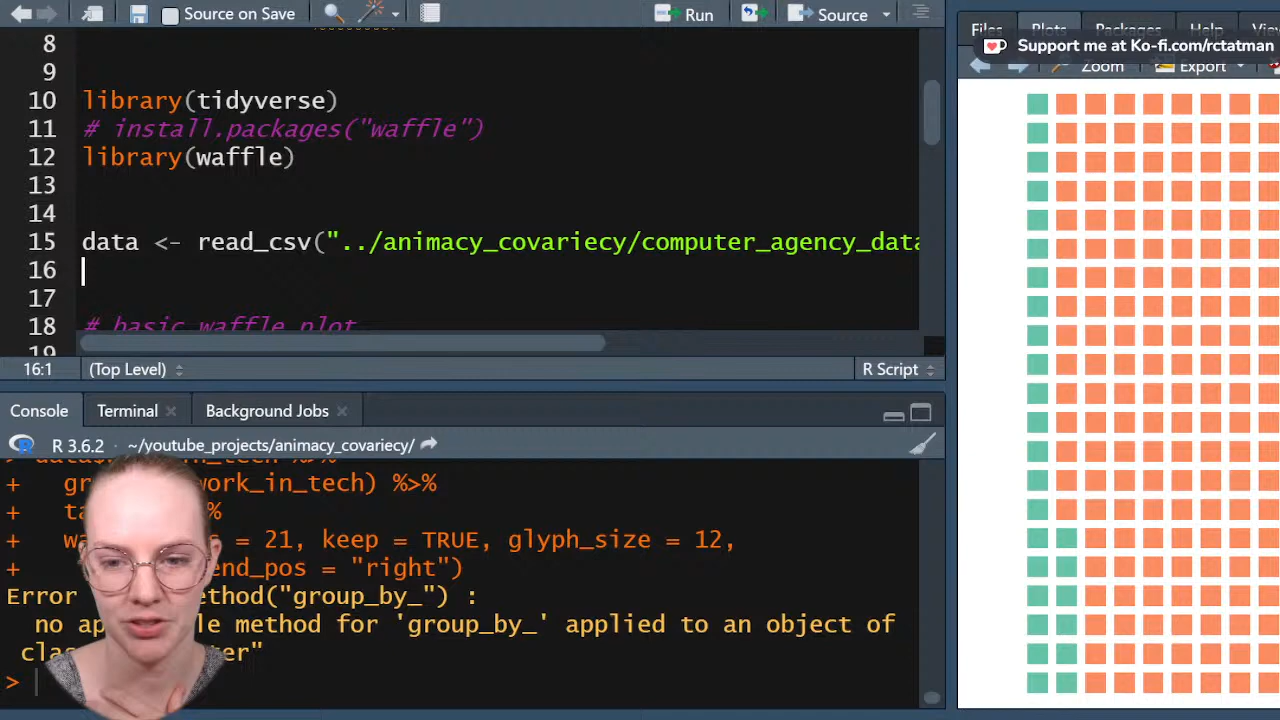 Source on Save
Run
Source
8
9
10 library(tidyverse)
11 # install.packages("waffle")
12 library(waffle)
13
14
15 data <- read_csv("../animacy_covariecy/computer_agency_data
16
17
18 # basic waffle plot
19
16:1 (Top Level) R Script
Console Terminal Background Jobs
R 3.6.2 · ~/youtube_projects/animacy_covariecy/
+ work_in_tech) %>%
+ %
+ = 21, keep = TRUE, glyph_size = 12,
+ end_pos = "right")
Error ethod("group_by_") :
no ap le method for 'group_by_' applied to an object of
clas ter"
>
Files Plots Packages Help View
Support me at Ko-fi.com/rctatman
Zoom Export